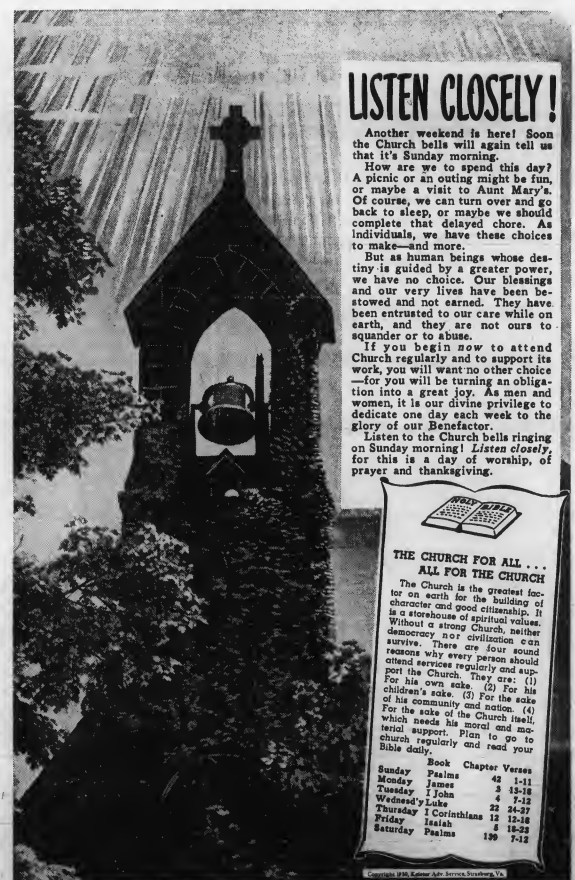 LISTEN CLOSELY!
Another weekend is here! Soon
the Church bells will again tell us
that it's Sunday morning.
How are we to spend this day?
A picnic or an outing might be fun,
or maybe a visit to Aunt Mary's.
Of course, we can turn over and go
back to sleep, or maybe we should
complete that delayed chore. As
individuals, we have these choices
to make—and more.
But as human beings whose des-
tiny is guided by a greater power,
we have no choice. Our blessings
and our very lives have been be-
stowed and not earned. They have
been entrusted to our care while on
earth, and they are not ours to
squander or to abuse.
If you begin now to attend
Church regularly and to support its
work, you will want no other choice
—for you will be turning an obliga-
tion into a great joy. As men and
women, it is our divine privilege to
dedicate one day each week to the
glory of our Benefactor.
Listen to the Church bells ringing
on Sunday morning! Listen closely,
for this is a day of worship, of
prayer and thanksgiving.
HOLY BIBLE
THE CHURCH FOR ALL . . .
ALL FOR THE CHURCH
The Church is the greatest fac-
tor on earth for the building of
character and good citizenship. It
is a storehouse of spiritual values.
Without a strong Church, neither
democracy nor civilization can
survive. There are four sound
reasons why every person should
attend services regularly and sup-
port the Church. They are: (1)
For his own sake. (2) For his
children's sake. (3) For the sake
of his community and nation. (4)
For the sake of the Church itself,
which needs his moral and ma-
terial support. Plan to go to
church regularly and read your
Bible daily.
Book Chapter Verses
Sunday Psalms 42 1-11
Monday James 3 13-18
Tuesday I John 4 7-12
Wednesd'y Luke 22 24-27
Thursday I Corinthians 12 12-18
Friday Isaiah 5 18-23
Saturday Psalms 139 7-12
Copyright Keister Adv. Service, Strasburg, Va.